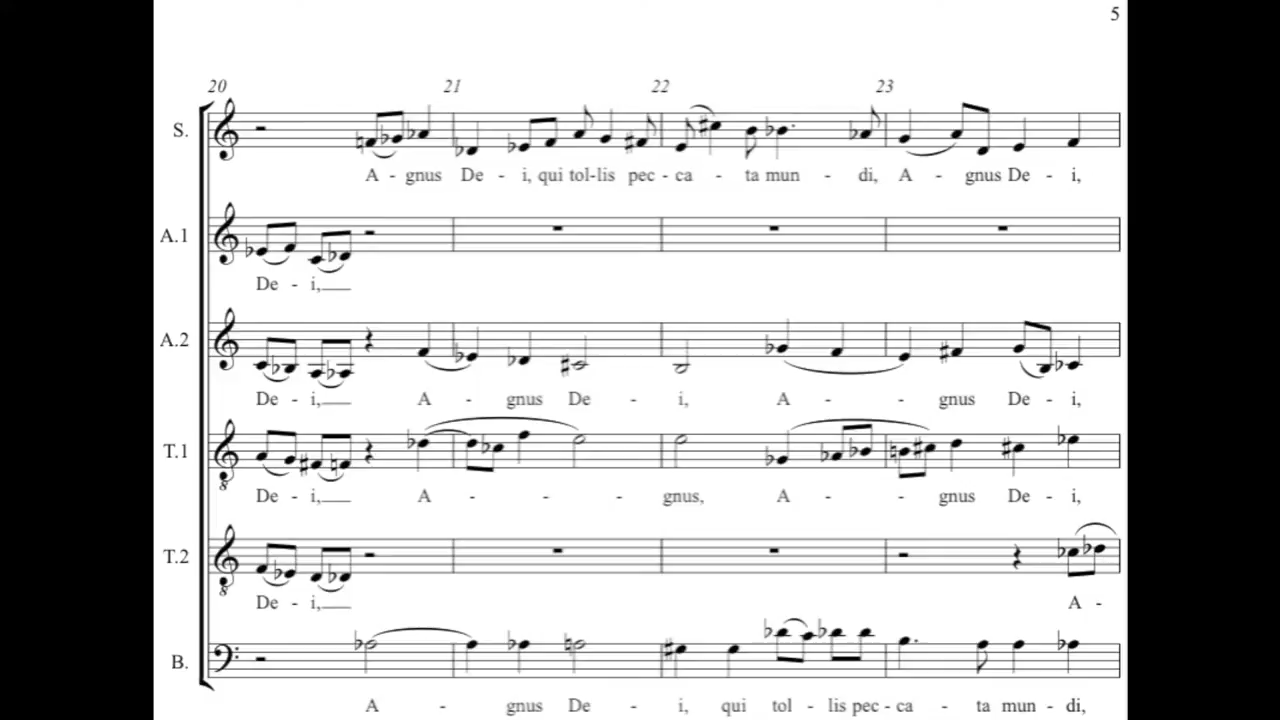 5
20 21 22 23
S.
A - gnus De - i, qui tol-lis pec - ca - ta mun - di, A - gnus De - i,
A.1
De - i,
A.2
De - i, A - gnus De - i, A - - gnus De - i,
T.1
8
De - i, A - - - gnus, A - - gnus De - i,
T.2
8
De - i, A -
B.
A - gnus De - i, qui tol - lis pec - ca - ta mun - di,